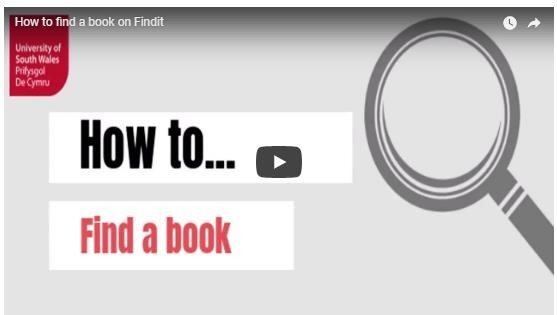 How to find a book on Findit
University of
South Wales
Prifysgol
De Cymru
How to...
Find a book